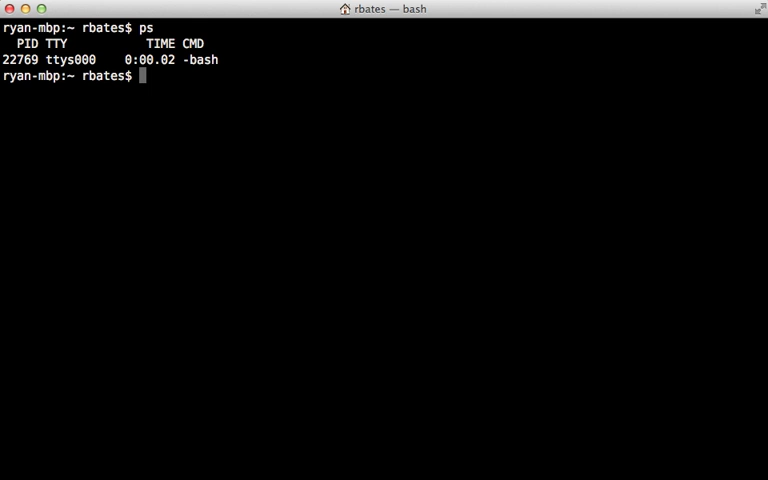 rbates — bash
ryan-mbp:~ rbates$ ps
  PID TTY           TIME CMD
22769 ttys000    0:00.02 -bash
ryan-mbp:~ rbates$